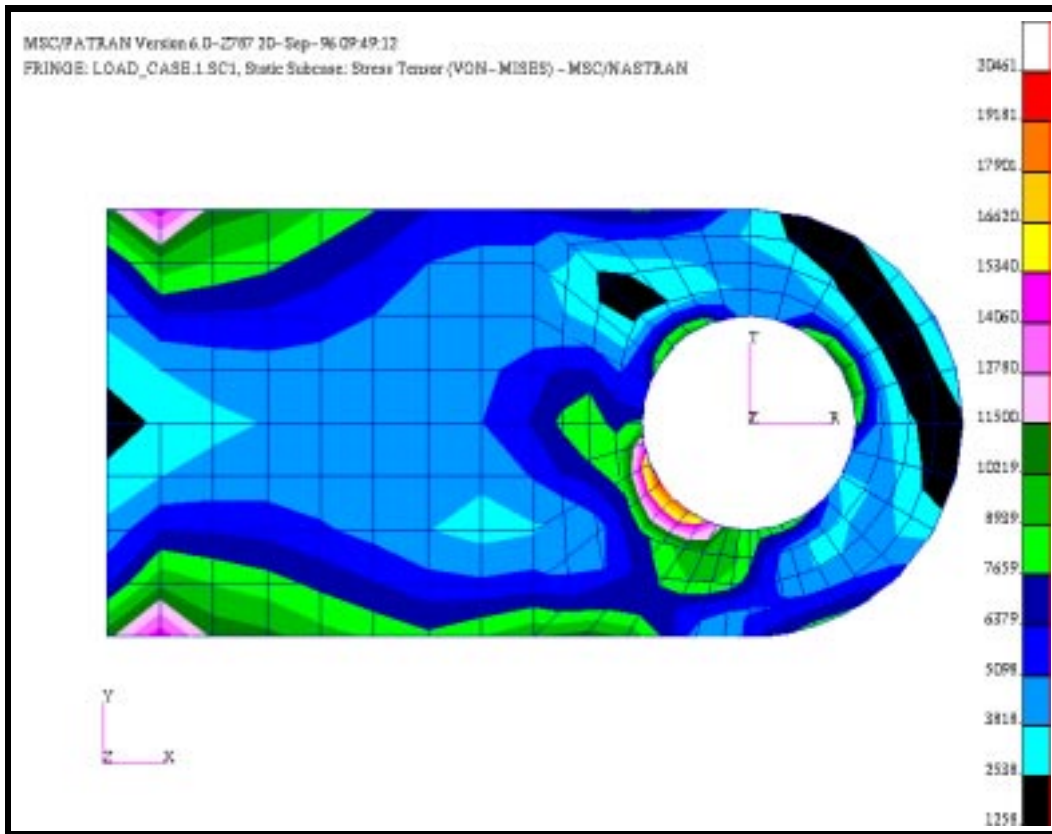 MSC/PATRAN Version 6.0-Z787 20-Sep-96 09:49:12
FRINGE: LOAD_CASE.1.SC1, Static Subcase: Stress Tensor (VON-MISES) - MSC/NASTRAN
19181.
17901.
16620.
15340.
14060.
11500.
10219.
8939.
7659.
6379.
5098.
3818.
2538.
1258.
T
Z
R
Y
Z X